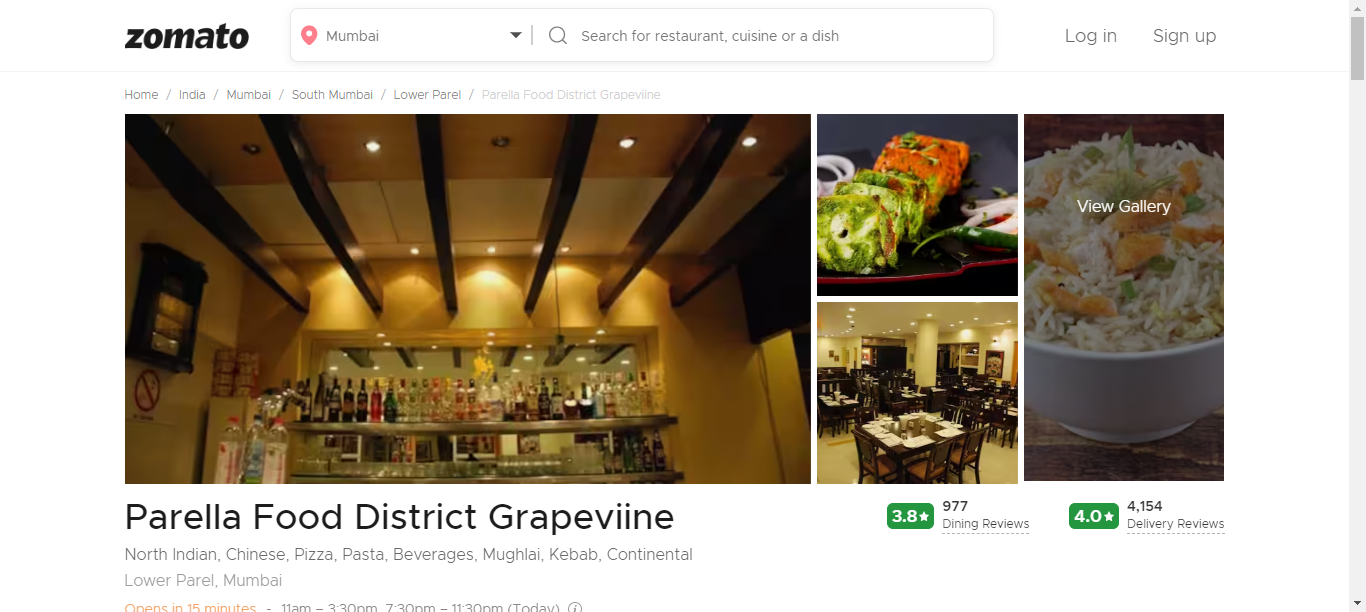 zomato
Mumbai
Search for restaurant, cuisine or a dish
Log in
Sign up
Home / India / Mumbai / South Mumbai / Lower Parel / Parella Food District Grapeviine
View Gallery
Parella Food District Grapeviine
3.8★ 977 Dining Reviews
4.0★ 4,154 Delivery Reviews
North Indian, Chinese, Pizza, Pasta, Beverages, Mughlai, Kebab, Continental
Lower Parel, Mumbai
Opens in 15 minutes - 11am – 3:30pm, 7:30pm – 11:30pm (Today)